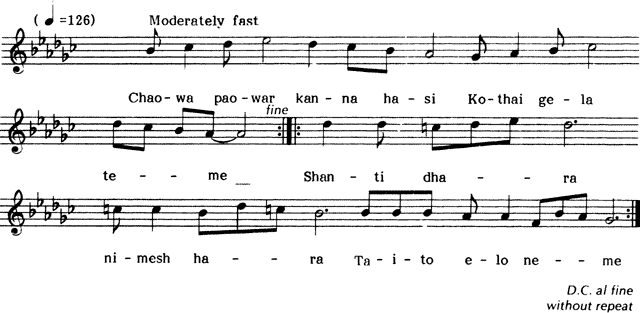 ( ♩ =126) Moderately fast
Chao-wa pao-war kan-na ha-si Ko-thai ge-la
fine
te - - me Shan- ti dha - - ra
ni-mesh ha - - ra Ta-i-to e-lo ne - - me
D.C. al fine
without repeat